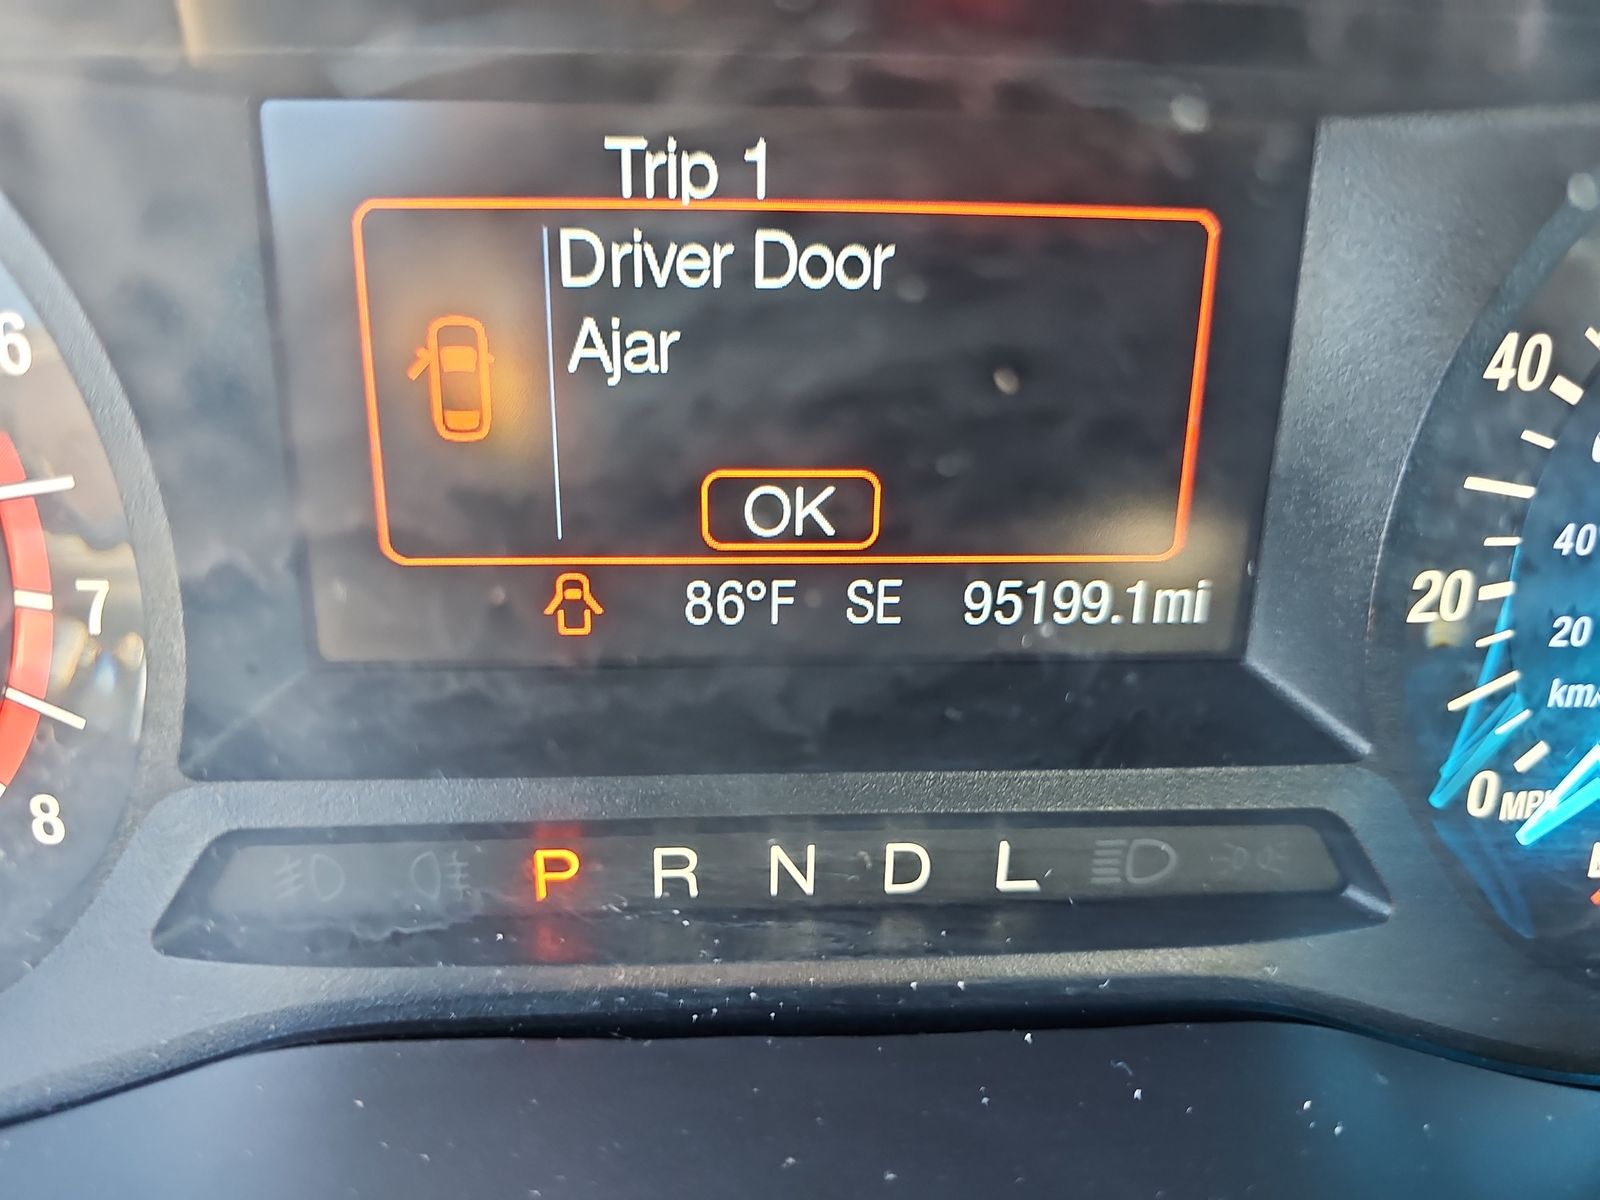 Trip 1
Driver Door
Ajar
OK
86°F SE 95199.1mi
6
7
8
P R N D L
40
20
0
40
20